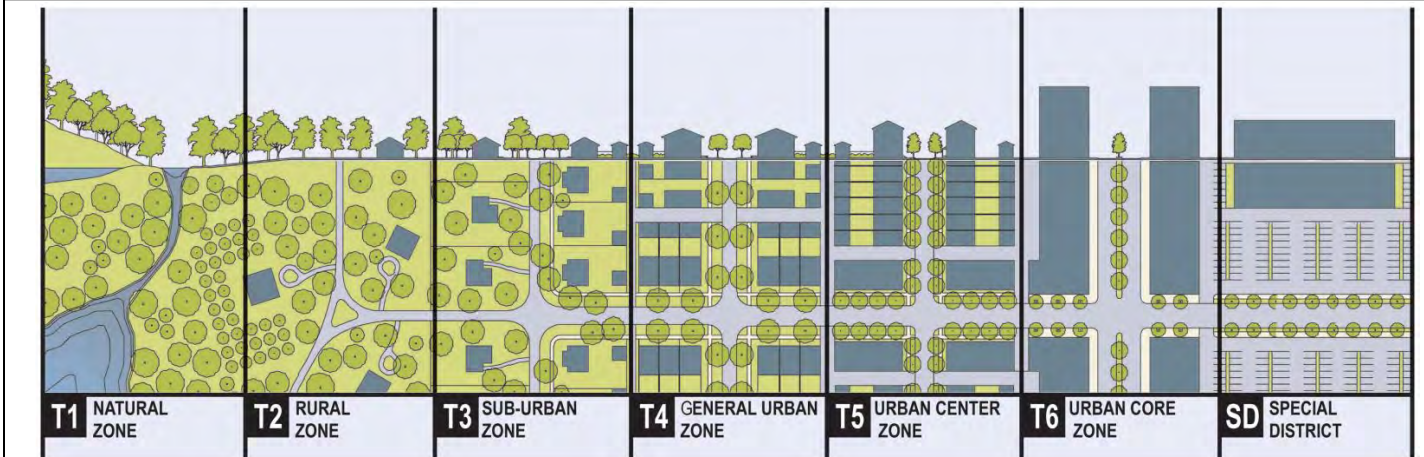 T1 NATURAL
ZONE
T2 RURAL
ZONE
T3 SUB-URBAN
ZONE
T4 GENERAL URBAN
ZONE
T5 URBAN CENTER
ZONE
T6 URBAN CORE
ZONE
SD SPECIAL
DISTRICT